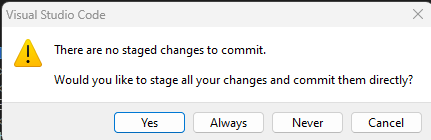 Visual Studio Code
There are no staged changes to commit.
Would you like to stage all your changes and commit them directly?
Yes
Always
Never
Cancel